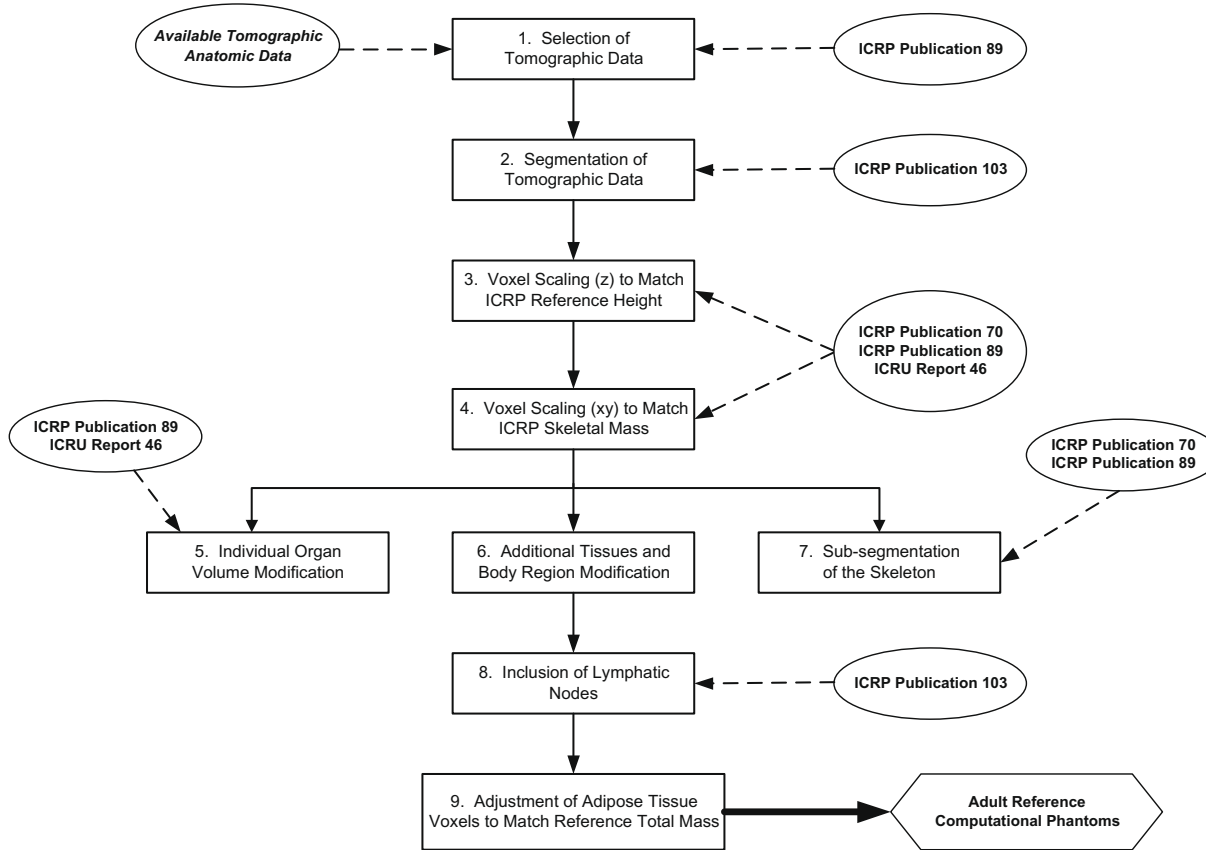 Available Tomographic
Anatomic Data
1. Selection of
Tomographic Data
ICRP Publication 89
2. Segmentation of
Tomographic Data
ICRP Publication 103
3. Voxel Scaling (z) to Match
ICRP Reference Height
ICRP Publication 70
ICRP Publication 89
ICRU Report 46
4. Voxel Scaling (xy) to Match
ICRP Skeletal Mass
ICRP Publication 89
ICRU Report 46
ICRP Publication 70
ICRP Publication 89
5. Individual Organ
Volume Modification
6. Additional Tissues and
Body Region Modification
7. Sub-segmentation
of the Skeleton
8. Inclusion of Lymphatic
Nodes
ICRP Publication 103
9. Adjustment of Adipose Tissue
Voxels to Match Reference Total Mass
Adult Reference
Computational Phantoms